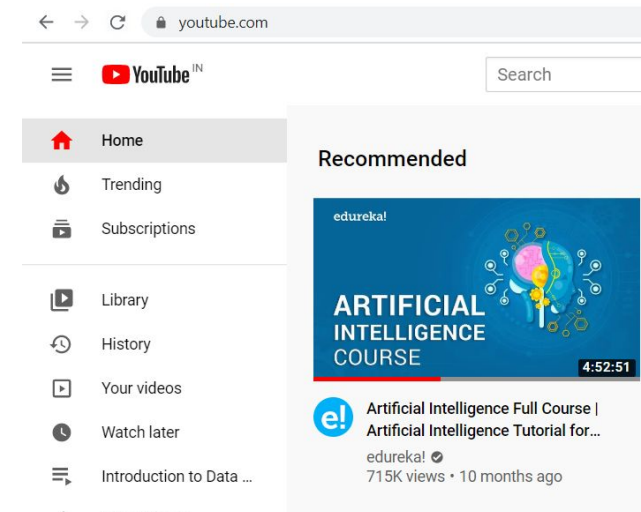 youtube.com
YouTube IN
Search
Home
Trending
Subscriptions
Library
History
Your videos
Watch later
Introduction to Data ...
Recommended
edureka!
ARTIFICIAL
INTELLIGENCE
COURSE
4:52:51
e!
Artificial Intelligence Full Course |
Artificial Intelligence Tutorial for...
edureka!
715K views • 10 months ago